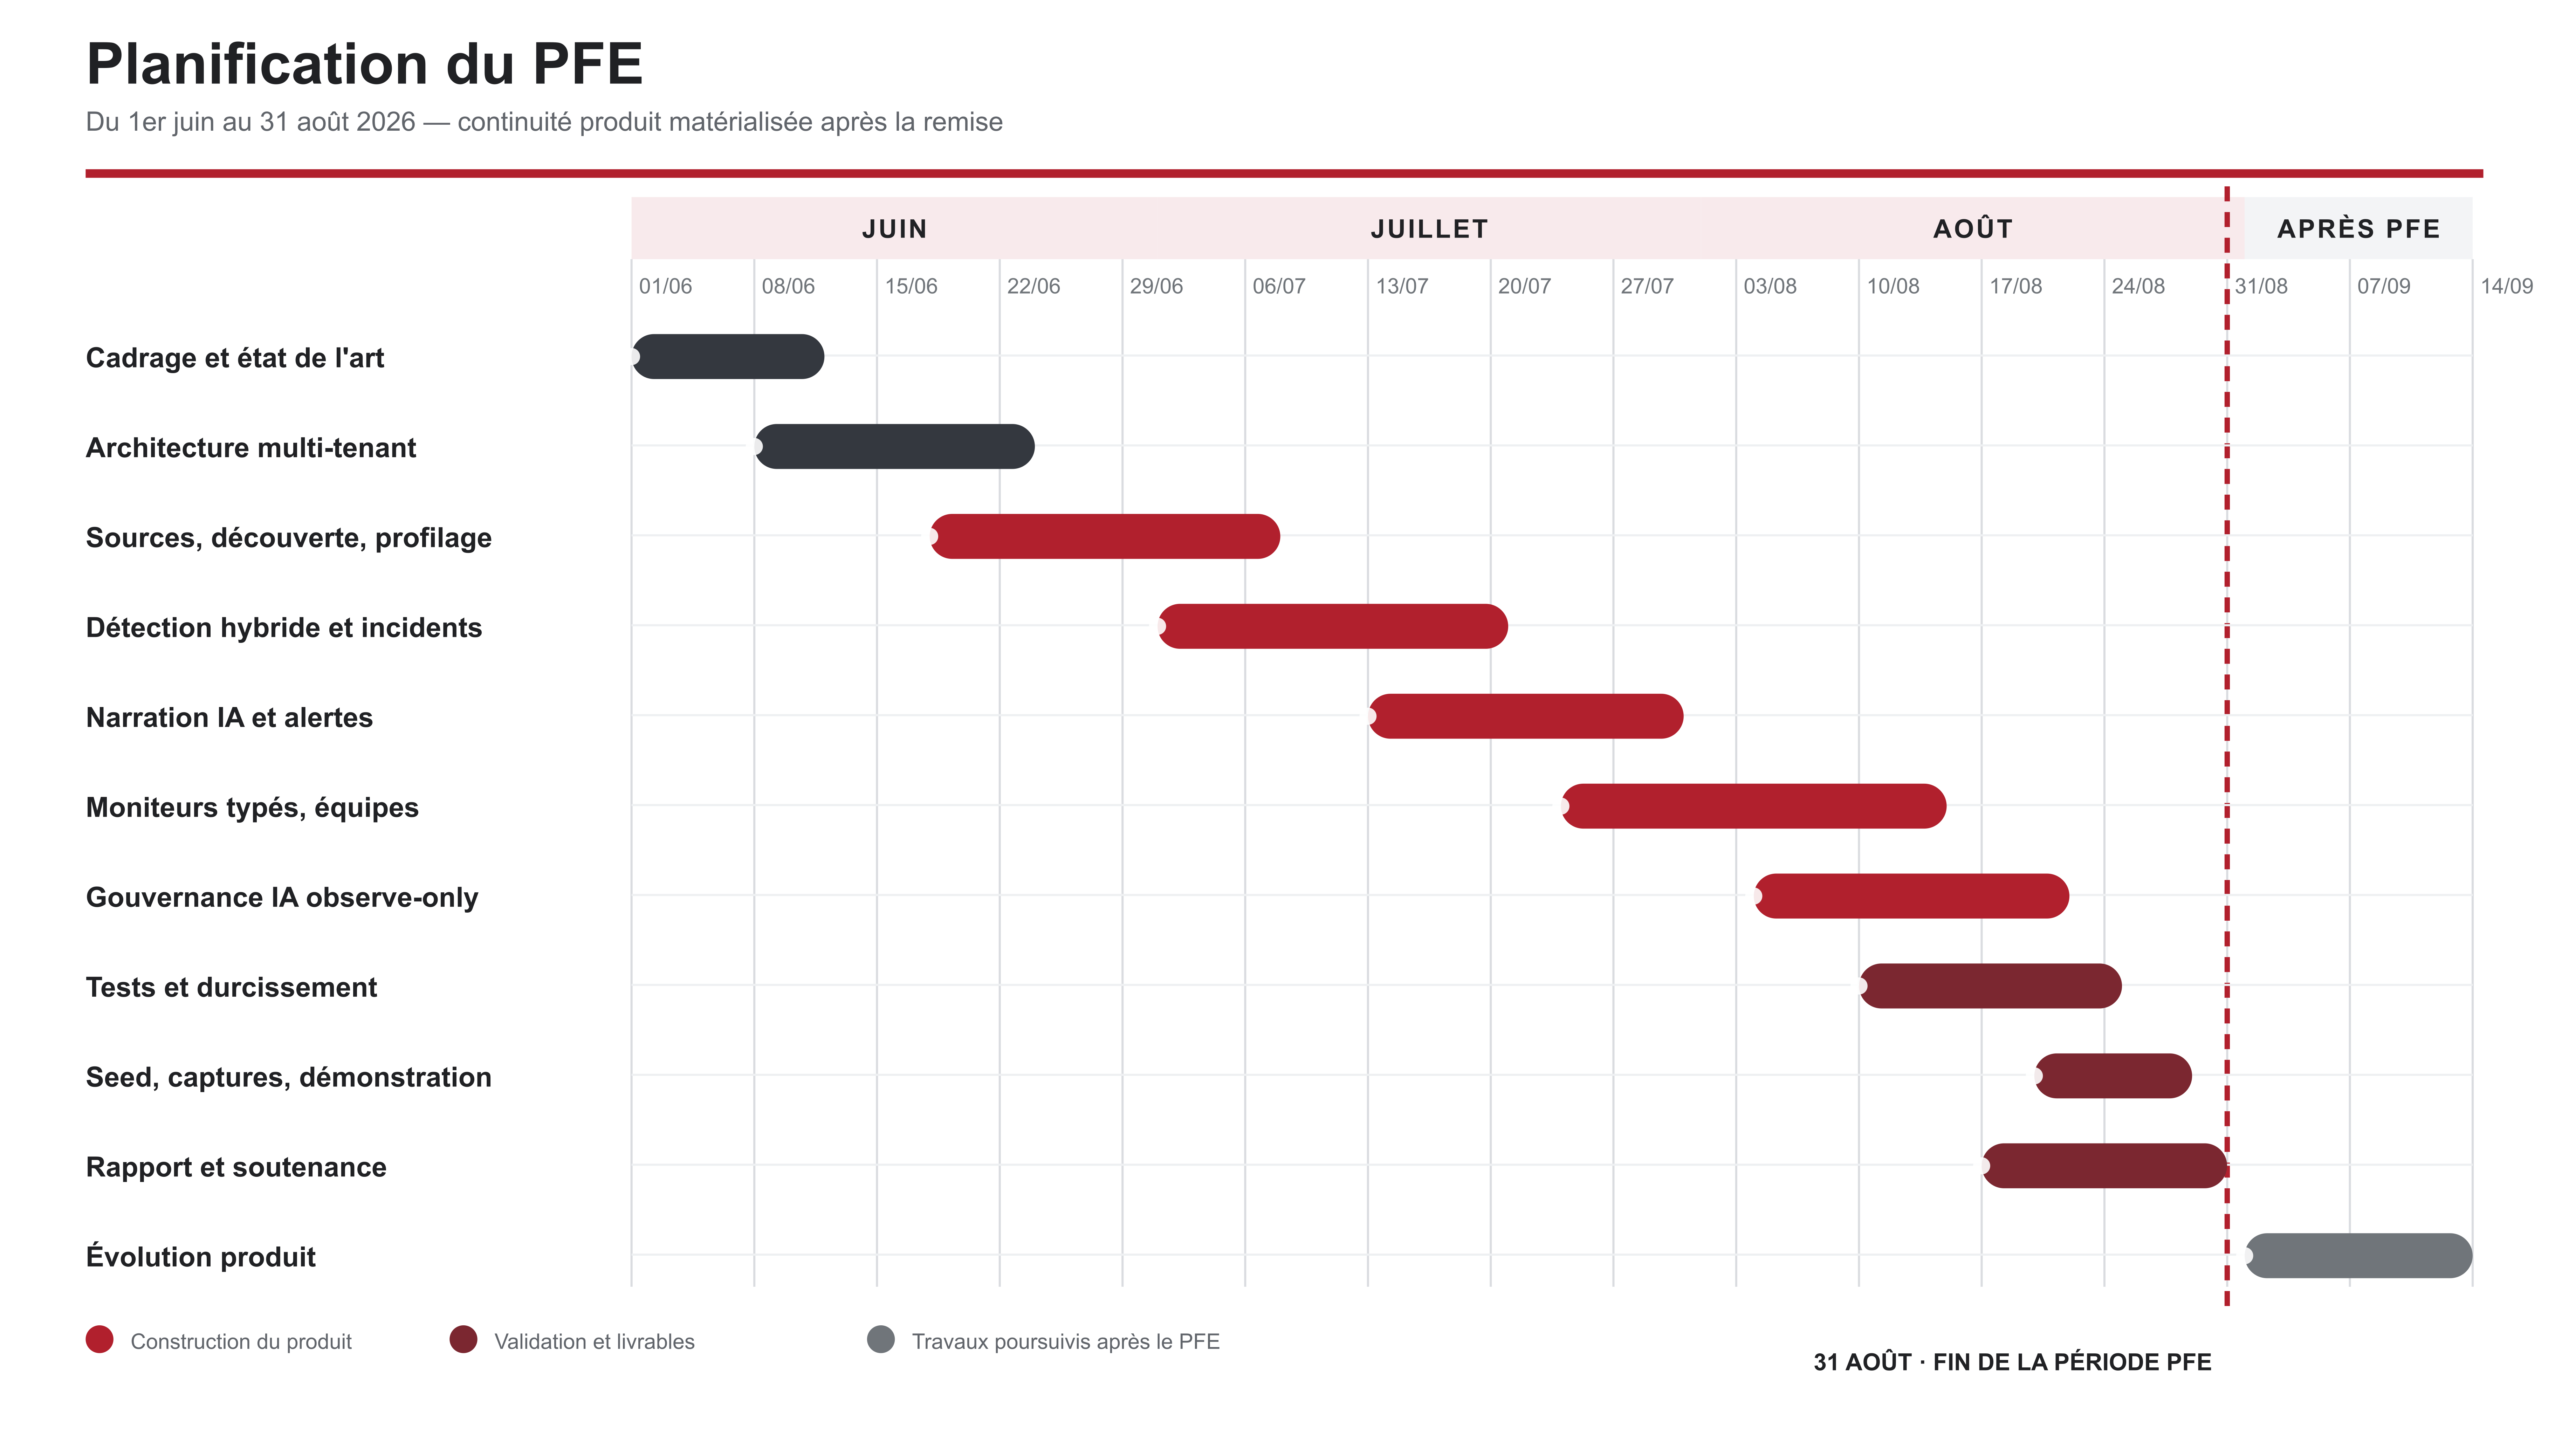 Planification du PFE
Du 1er juin au 31 août 2026 — continuité produit matérialisée après la remise
JUIN JUILLET AOÛT APRÈS PFE
01/06 08/06 15/06 22/06 29/06 06/07 13/07 20/07 27/07 03/08 10/08 17/08 24/08 31/08 07/09 14/09
Cadrage et état de l'art
Architecture multi-tenant
Sources, découverte, profilage
Détection hybride et incidents
Narration IA et alertes
Moniteurs typés, équipes
Gouvernance IA observe-only
Tests et durcissement
Seed, captures, démonstration
Rapport et soutenance
Évolution produit
Construction du produit Validation et livrables Travaux poursuivis après le PFE
31 AOÛT · FIN DE LA PÉRIODE PFE